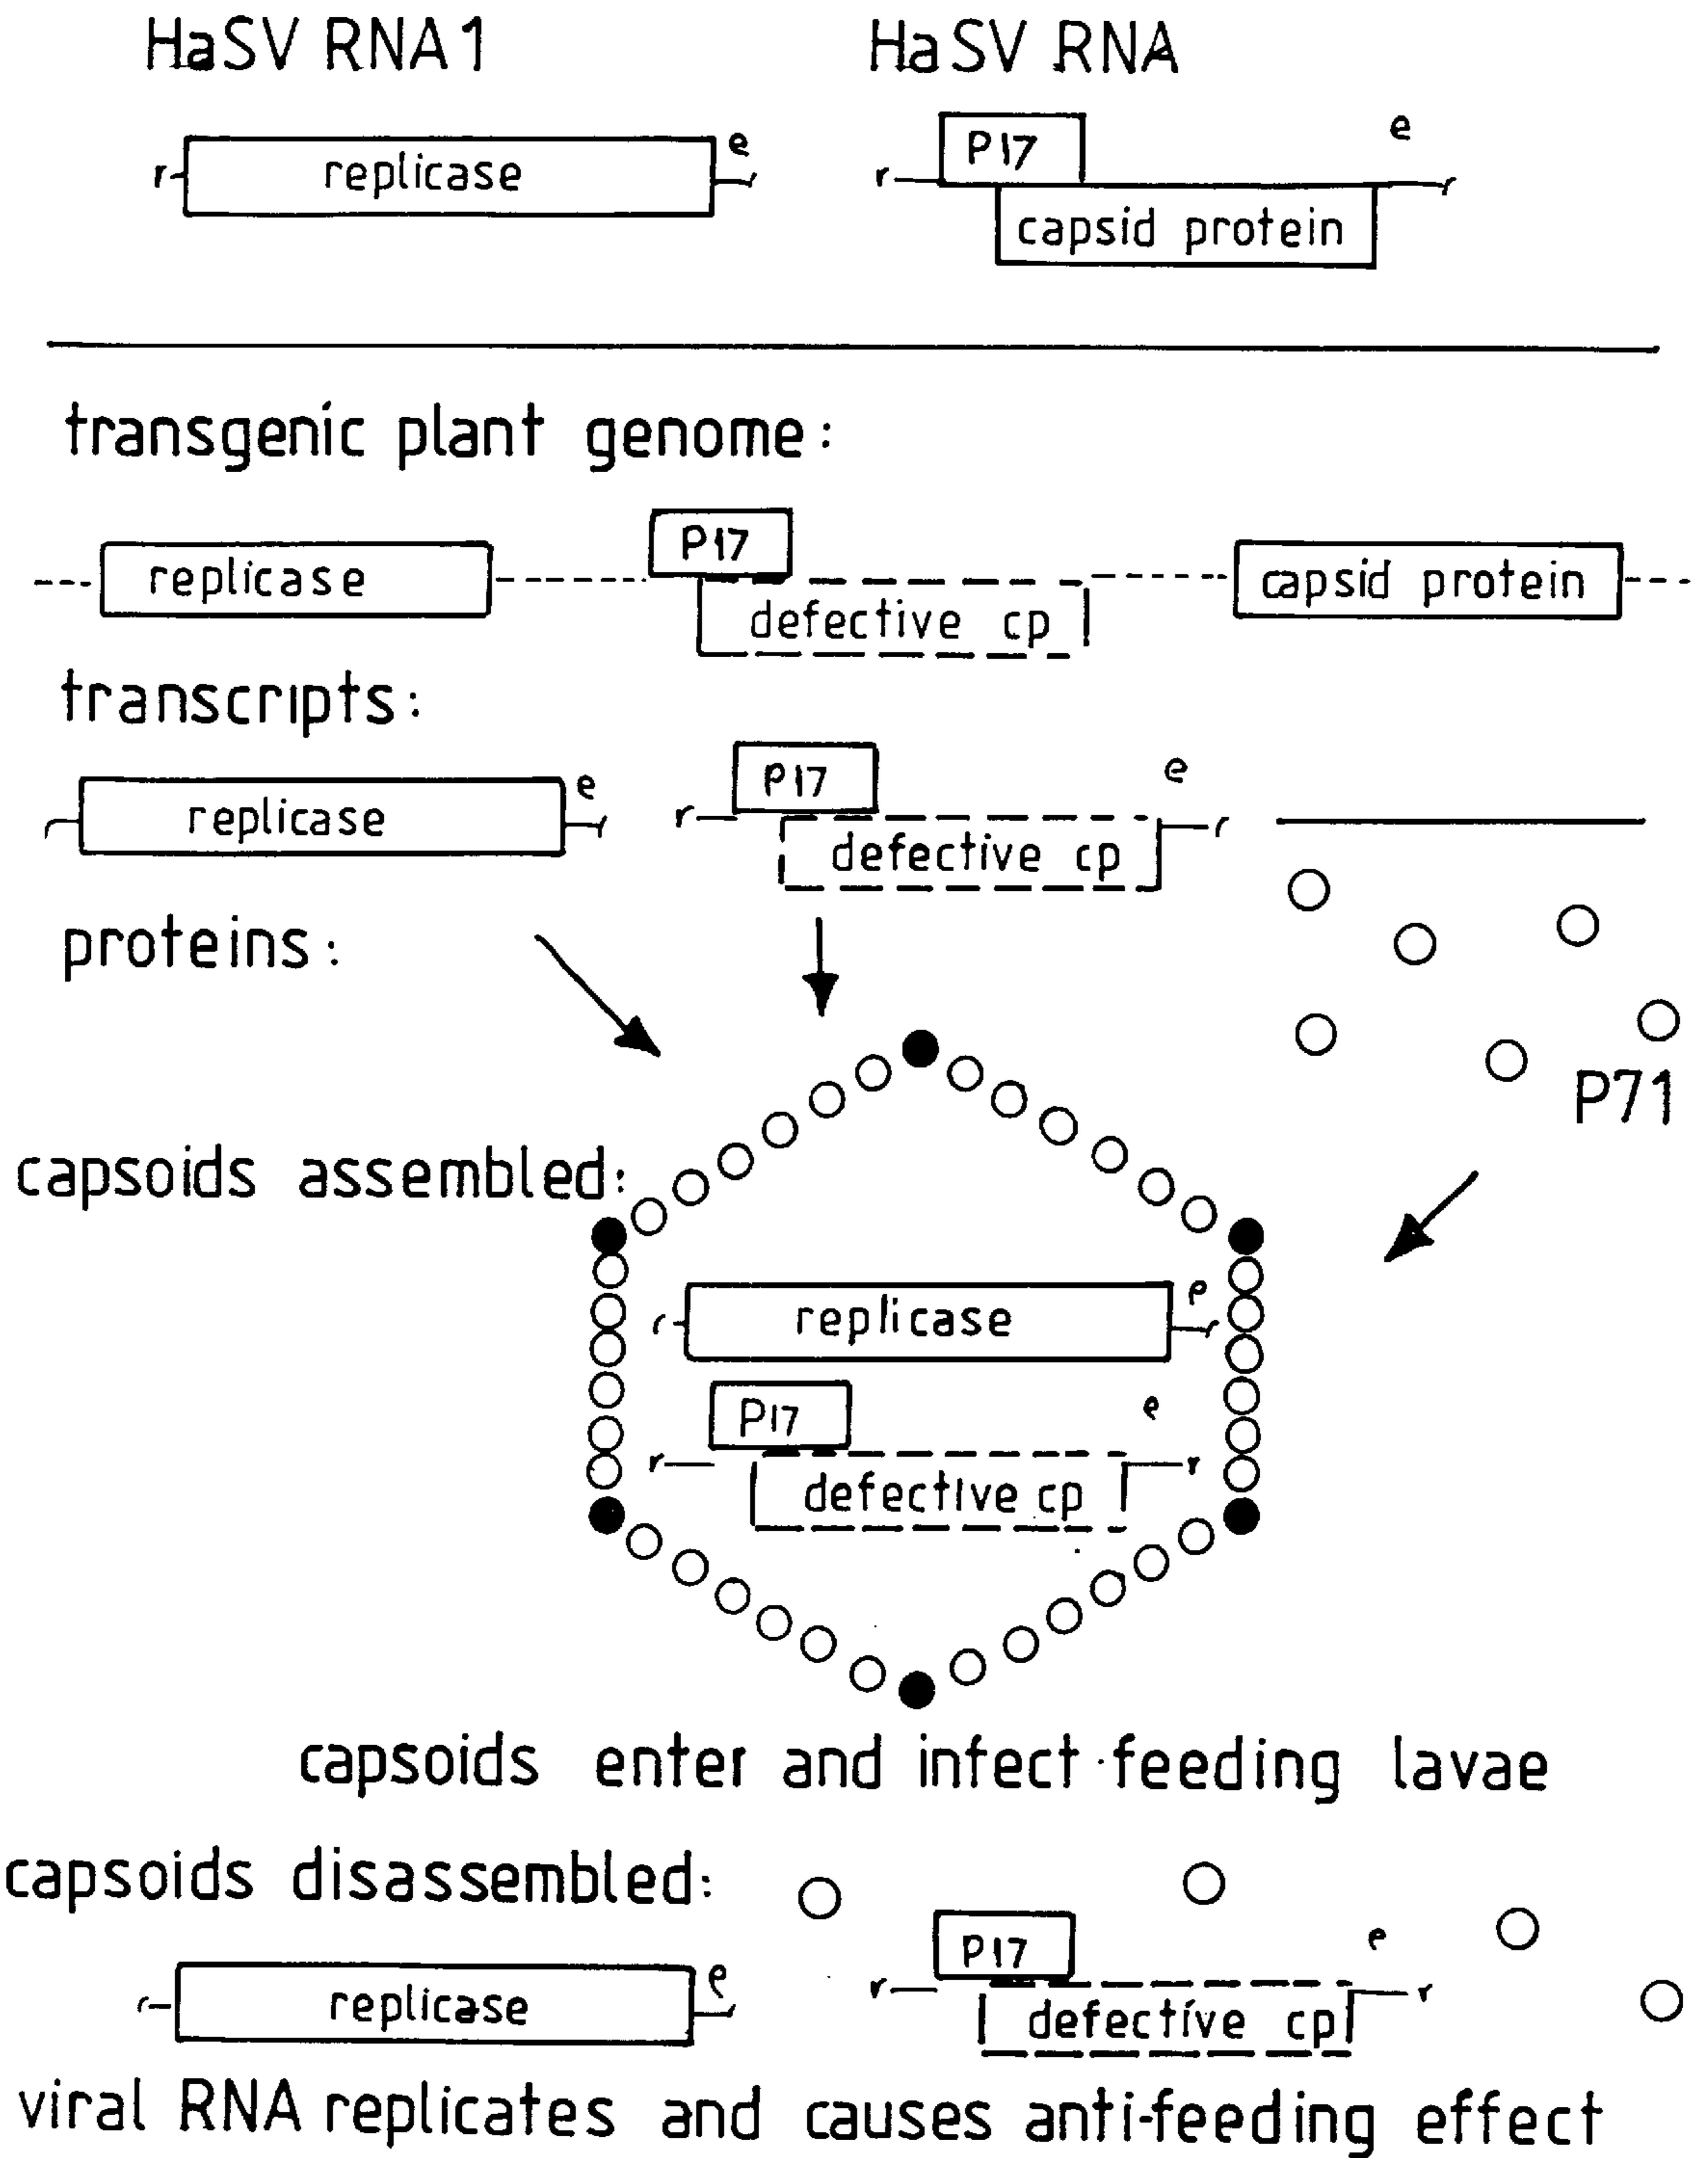 HaSV RNA1 HaSV RNA
r replicase e r
r P17 e r
capsid protein
transgenic plant genome:
replicase P17 defective cp capsid protein
transcripts:
r replicase e r
r P17 defective cp e r
proteins:
P71
capsoids assembled:
r replicase e r
r P17 defective cp e r
capsoids enter and infect feeding lavae
capsoids disassembled:
r replicase e r
r P17 defective cp e r
viral RNA replicates and causes anti-feeding effect